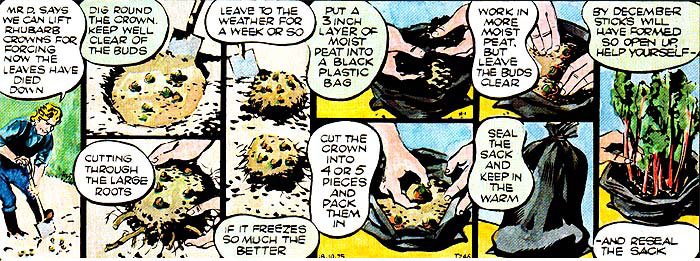 MR.D. SAYS
WE CAN LIFT
RHUBARB
CROWNS FOR
FORCING
NOW THE
LEAVES HAVE
DIED
DOWN
DIG ROUND
THE CROWN.
KEEP WELL
CLEAR OF
THE BUDS
CUTTING
THROUGH
THE LARGE
ROOTS
LEAVE TO THE
WEATHER FOR
A WEEK OR SO
IF IT FREEZES
SO MUCH THE
BETTER
PUT A
3 INCH
LAYER OF
MOIST
PEAT INTO
A BLACK
PLASTIC
BAG
CUT THE
CROWN
INTO
4 OR 5
PIECES
AND
PACK
THEM
IN
WORK IN
MORE
MOIST
PEAT,
BUT
LEAVE
THE BUDS
CLEAR
SEAL
THE
SACK
AND
KEEP IN
THE
WARM
BY DECEMBER
STICKS WILL
HAVE FORMED
SO OPEN UP,
HELP YOURSELF-
-AND RESEAL
THE SACK